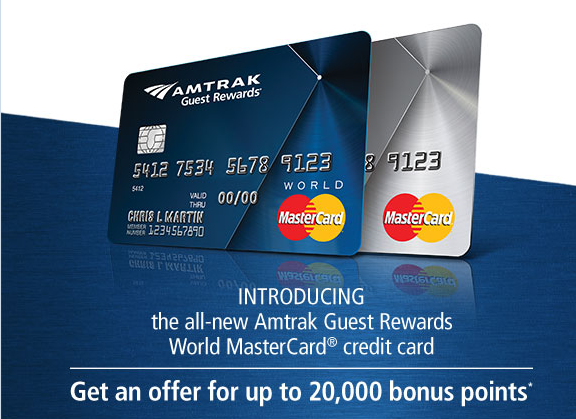 AMTRAK
Guest Rewards
5412 7534 5678 9123
5412
VALID
THRU
00/00
WORLD
CHRIS L MARTIN
MEMBER
NUMBER
1234567890
MasterCard
8 9123
MasterCard
INTRODUCING
the all-new Amtrak Guest Rewards
World MasterCard® credit card
Get an offer for up to 20,000 bonus points*